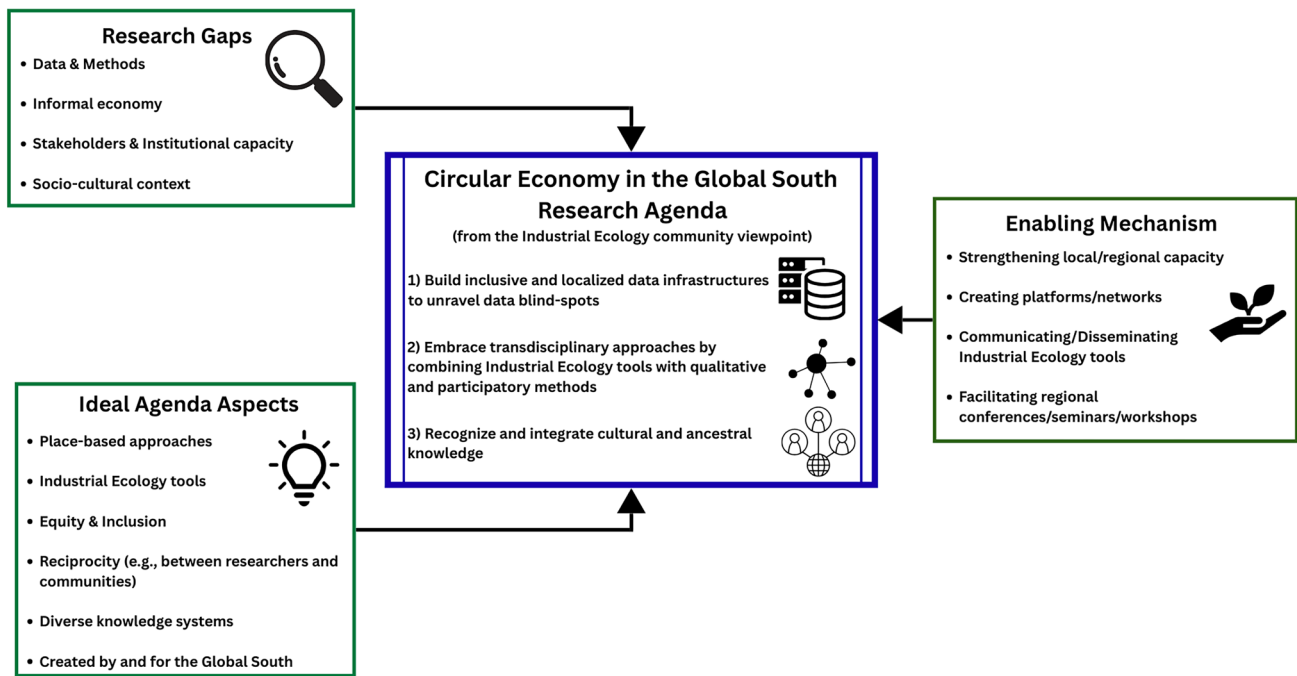 Research Gaps
• Data & Methods
• Informal economy
• Stakeholders & Institutional capacity
• Socio-cultural context
Circular Economy in the Global South
Research Agenda
(from the Industrial Ecology community viewpoint)
1) Build inclusive and localized data infrastructures
to unravel data blind-spots
2) Embrace transdisciplinary approaches by
combining Industrial Ecology tools with qualitative
and participatory methods
3) Recognize and integrate cultural and ancestral
knowledge
Enabling Mechanism
• Strengthening local/regional capacity
• Creating platforms/networks
• Communicating/Disseminating
Industrial Ecology tools
• Facilitating regional
conferences/seminars/workshops
Ideal Agenda Aspects
• Place-based approaches
• Industrial Ecology tools
• Equity & Inclusion
• Reciprocity (e.g., between researchers and
communities)
• Diverse knowledge systems
• Created by and for the Global South